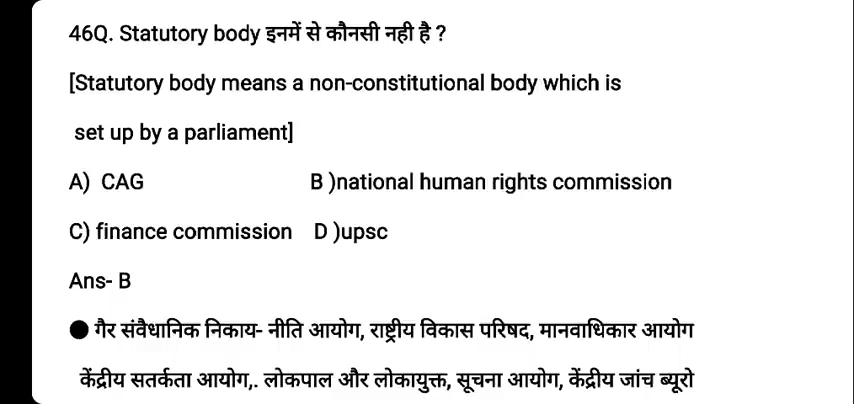 46Q. Statutory body इनमें से कौनसी नही है ?
[Statutory body means a non-constitutional body which is
set up by a parliament]
A) CAG B )national human rights commission
C) finance commission D )upsc
Ans- B
● गैर संवैधानिक निकाय- नीति आयोग, राष्ट्रीय विकास परिषद, मानवाधिकार आयोग
केंद्रीय सतर्कता आयोग,. लोकपाल और लोकायुक्त, सूचना आयोग, केंद्रीय जांच ब्यूरो